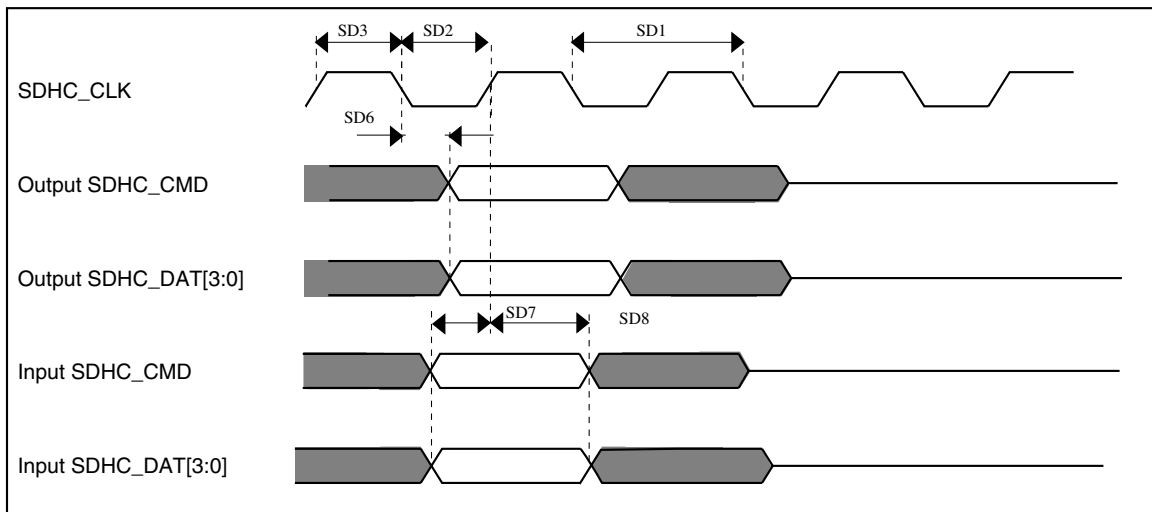 SD3 SD2 SD1
SDHC_CLK
SD6
Output SDHC_CMD
Output SDHC_DAT[3:0]
SD7 SD8
Input SDHC_CMD
Input SDHC_DAT[3:0]